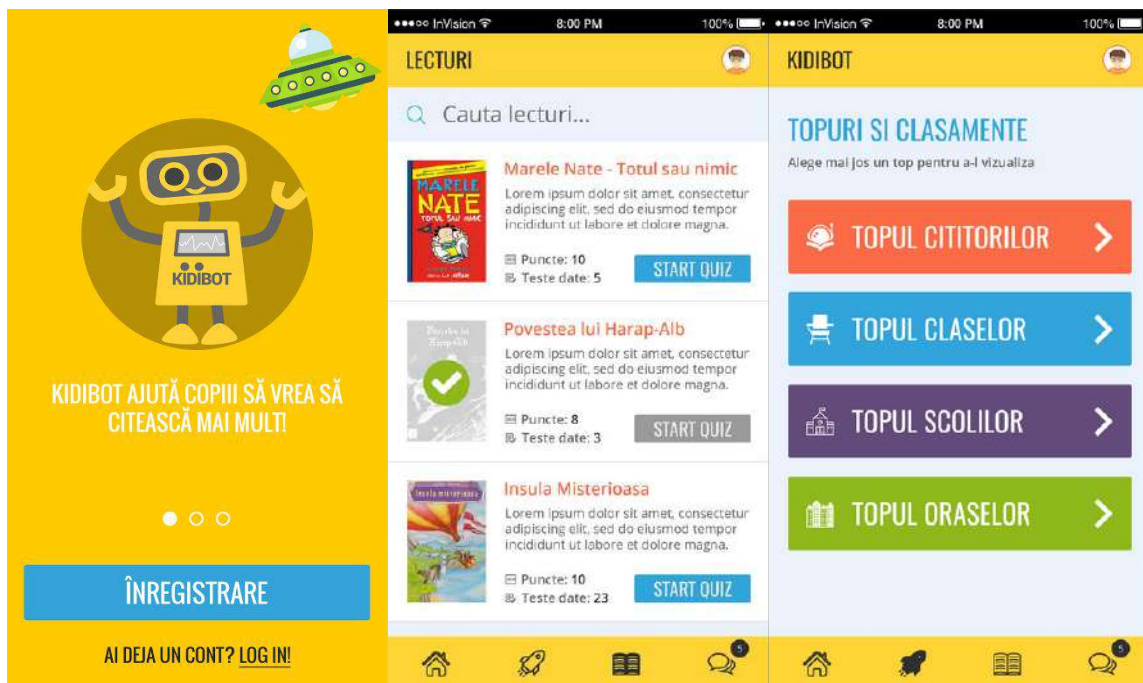 KIDIBOT
KIDIBOT AJUTĂ COPIII SĂ VREA SĂ
CITEASCĂ MAI MULT!
ÎNREGISTRARE
AI DEJA UN CONT? LOG IN!
InVision 8:00 PM 100%
LECTURI
Cauta lecturi...
MARELE
NATE
TOTUL SAU NIMIC
Marele Nate - Totul sau nimic
Lorem ipsum dolor sit amet, consectetur
adipiscing elit, sed do eiusmod tempor
incididunt ut labore et dolore magna.
Puncte: 10
Teste date: 5
START QUIZ
Povestea lui
Harap-Alb
Povestea lui Harap-Alb
Lorem ipsum dolor sit amet, consectetur
adipiscing elit, sed do eiusmod tempor
incididunt ut labore et dolore magna.
Puncte: 8
Teste date: 3
START QUIZ
Insula misterioasa
Insula Misterioasa
Lorem ipsum dolor sit amet, consectetur
adipiscing elit, sed do eiusmod tempor
incididunt ut labore et dolore magna.
Puncte: 10
Teste date: 23
START QUIZ
5
InVision 8:00 PM 100%
KIDIBOT
TOPURI SI CLASAMENTE
Alege mai jos un top pentru a-l vizualiza
TOPUL CITITORILOR
TOPUL CLASELOR
TOPUL SCOLILOR
TOPUL ORASELOR
5